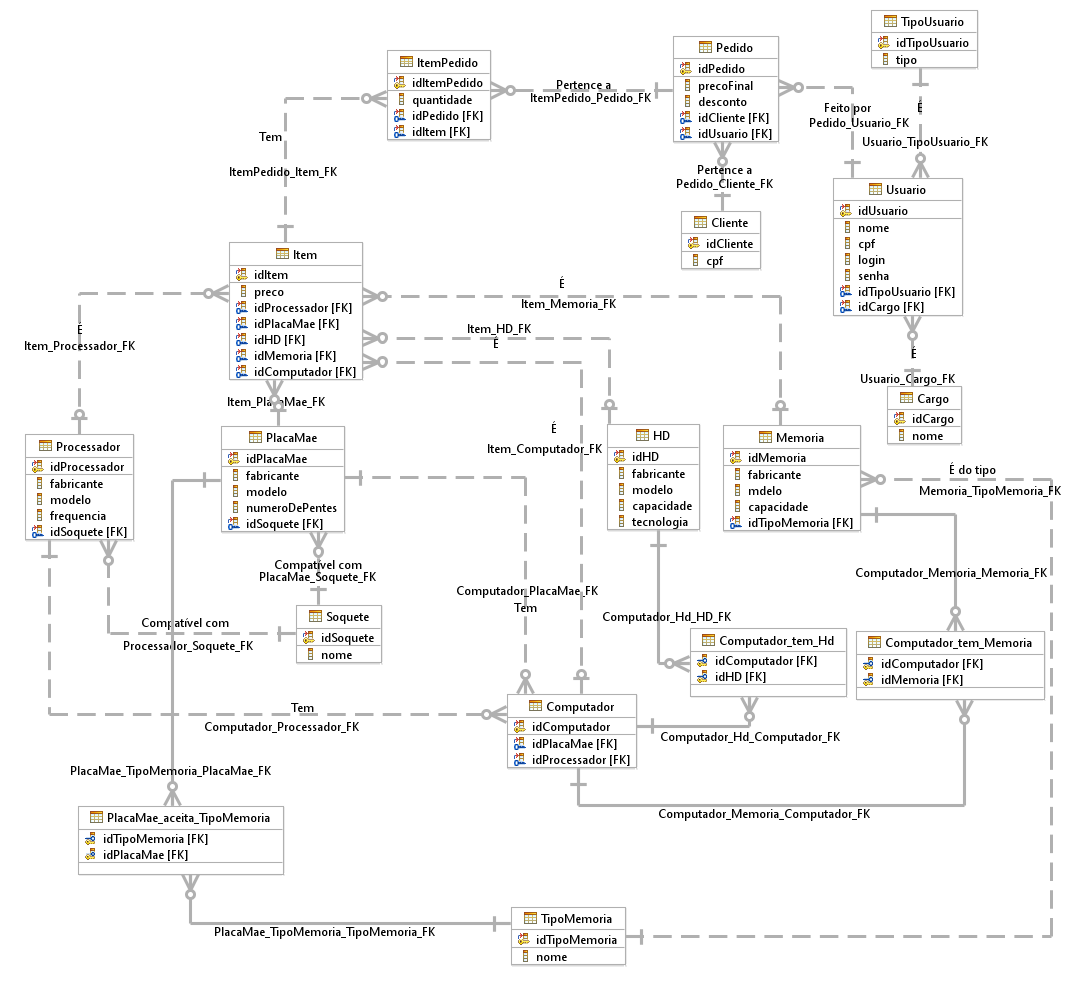 TipoUsuario
idTipoUsuario
tipo
Pedido
idPedido
precoFinal
desconto
idCliente [FK]
idUsuario [FK]
ItemPedido
idItemPedido
quantidade
idPedido [FK]
idItem [FK]
Pertence a
ItemPedido_Pedido_FK
Feito por
Pedido_Usuario_FK
É
Usuario_TipoUsuario_FK
Tem
ItemPedido_Item_FK
Pertence a
Pedido_Cliente_FK
Cliente
idCliente
cpf
Usuario
idUsuario
nome
cpf
login
senha
idTipoUsuario [FK]
idCargo [FK]
Item
idItem
preco
idProcessador [FK]
idPlacaMae [FK]
idHD [FK]
idMemoria [FK]
idComputador [FK]
É
Item_Memoria_FK
Item_HD_FK
É
É
Item_Processador_FK
É
Usuario_Cargo_FK
Cargo
idCargo
nome
Item_PlacaMae_FK
É
Item_Computador_FK
Processador
idProcessador
fabricante
modelo
frequencia
idSoquete [FK]
PlacaMae
idPlacaMae
fabricante
modelo
numeroDePentes
idSoquete [FK]
HD
idHD
fabricante
modelo
capacidade
tecnologia
Memoria
idMemoria
fabricante
mdelo
capacidade
idTipoMemoria [FK]
É do tipo
Memoria_TipoMemoria_FK
Compatível com
PlacaMae_Soquete_FK
Computador_PlacaMae_FK
Tem
Computador_Memoria_Memoria_FK
Soquete
idSoquete
nome
Compatível com
Processador_Soquete_FK
Computador_Hd_HD_FK
Computador_tem_Hd
idComputador [FK]
idHD [FK]
Computador_tem_Memoria
idComputador [FK]
idMemoria [FK]
Tem
Computador_Processador_FK
Computador
idComputador
idPlacaMae [FK]
idProcessador [FK]
Computador_Hd_Computador_FK
PlacaMae_TipoMemoria_PlacaMae_FK
Computador_Memoria_Computador_FK
PlacaMae_aceita_TipoMemoria
idTipoMemoria [FK]
idPlacaMae [FK]
PlacaMae_TipoMemoria_TipoMemoria_FK
TipoMemoria
idTipoMemoria
nome